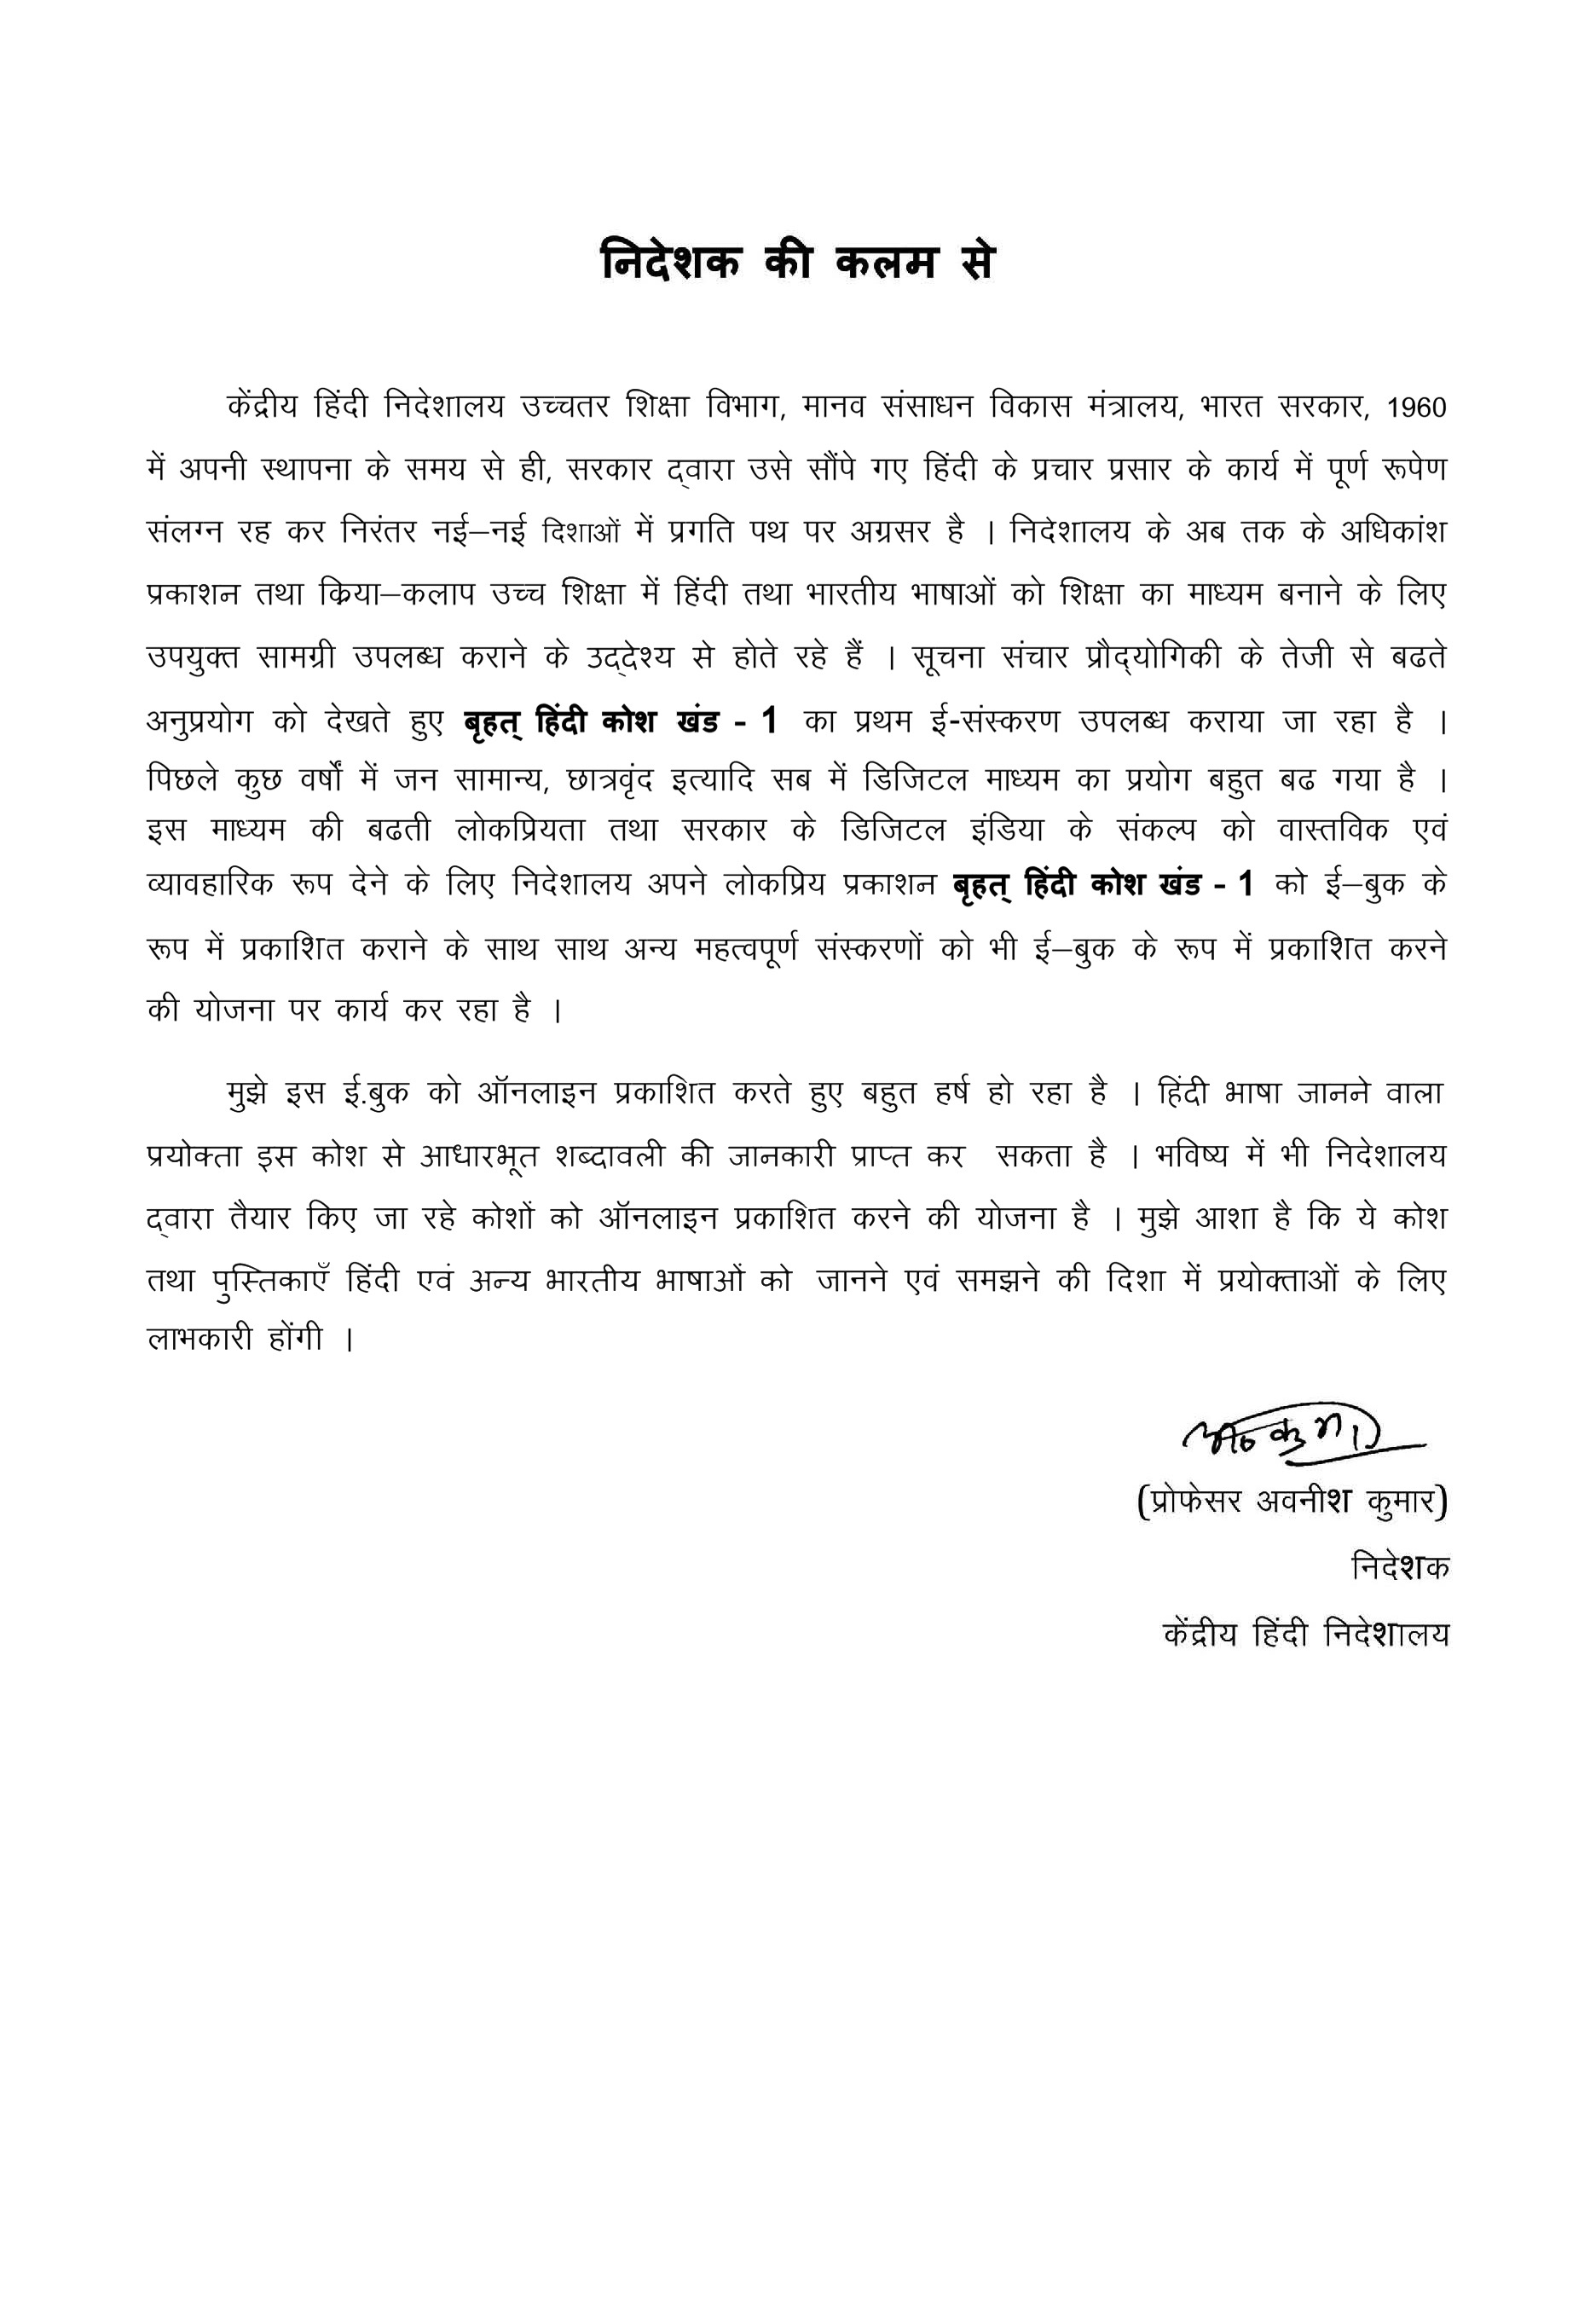 निदेशक की कलम से
केंद्रीय हिंदी निदेशालय उच्चतर शिक्षा विभाग, मानव संसाधन विकास मंत्रालय, भारत सरकार, 1960
में अपनी स्थापना के समय से ही, सरकार द्‌वारा उसे सौंपे गए हिंदी के प्रचार प्रसार के कार्य में पूर्ण रूपेण
संलग्न रह कर निरंतर नई–नई दिशाओं में प्रगति पथ पर अग्रसर है । निदेशालय के अब तक के अधिकांश
प्रकाशन तथा क्रिया–कलाप उच्च शिक्षा में हिंदी तथा भारतीय भाषाओं को शिक्षा का माध्यम बनाने के लिए
उपयुक्त सामग्री उपलब्ध कराने के उद्‌देश्य से होते रहे हैं । सूचना संचार प्रौद्‌योगिकी के तेजी से बढते
अनुप्रयोग को देखते हुए बृहत् हिंदी कोश खंड - 1 का प्रथम ई-संस्करण उपलब्ध कराया जा रहा है ।
पिछले कुछ वर्षों में जन सामान्य, छात्रवृंद इत्यादि सब में डिजिटल माध्यम का प्रयोग बहुत बढ गया है ।
इस माध्यम की बढती लोकप्रियता तथा सरकार के डिजिटल इंडिया के संकल्प को वास्तविक एवं
व्यावहारिक रूप देने के लिए निदेशालय अपने लोकप्रिय प्रकाशन बृहत् हिंदी कोश खंड - 1 को ई–बुक के
रूप में प्रकाशित कराने के साथ साथ अन्य महत्वपूर्ण संस्करणों को भी ई–बुक के रूप में प्रकाशित करने
की योजना पर कार्य कर रहा है ।
मुझे इस ई.बुक को ऑनलाइन प्रकाशित करते हुए बहुत हर्ष हो रहा है । हिंदी भाषा जानने वाला
प्रयोक्ता इस कोश से आधारभूत शब्दावली की जानकारी प्राप्त कर सकता है । भविष्य में भी निदेशालय
द्‌वारा तैयार किए जा रहे कोशों को ऑनलाइन प्रकाशित करने की योजना है । मुझे आशा है कि ये कोश
तथा पुस्तिकाएँ हिंदी एवं अन्य भारतीय भाषाओं को जानने एवं समझने की दिशा में प्रयोक्ताओं के लिए
लाभकारी होंगी ।
(प्रोफेसर अवनीश कुमार)
निदेशक
केंद्रीय हिंदी निदेशालय